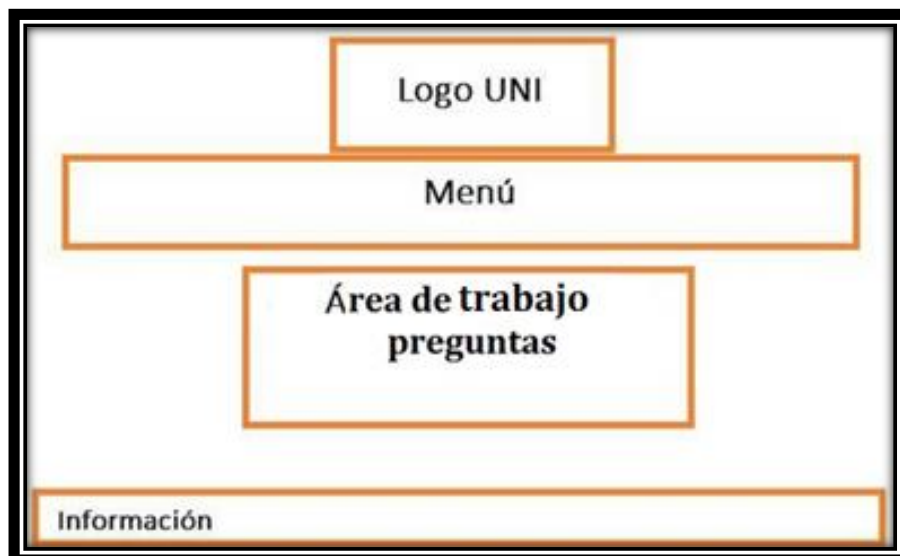 Logo UNI
Menú
Área de trabajo
preguntas
Información